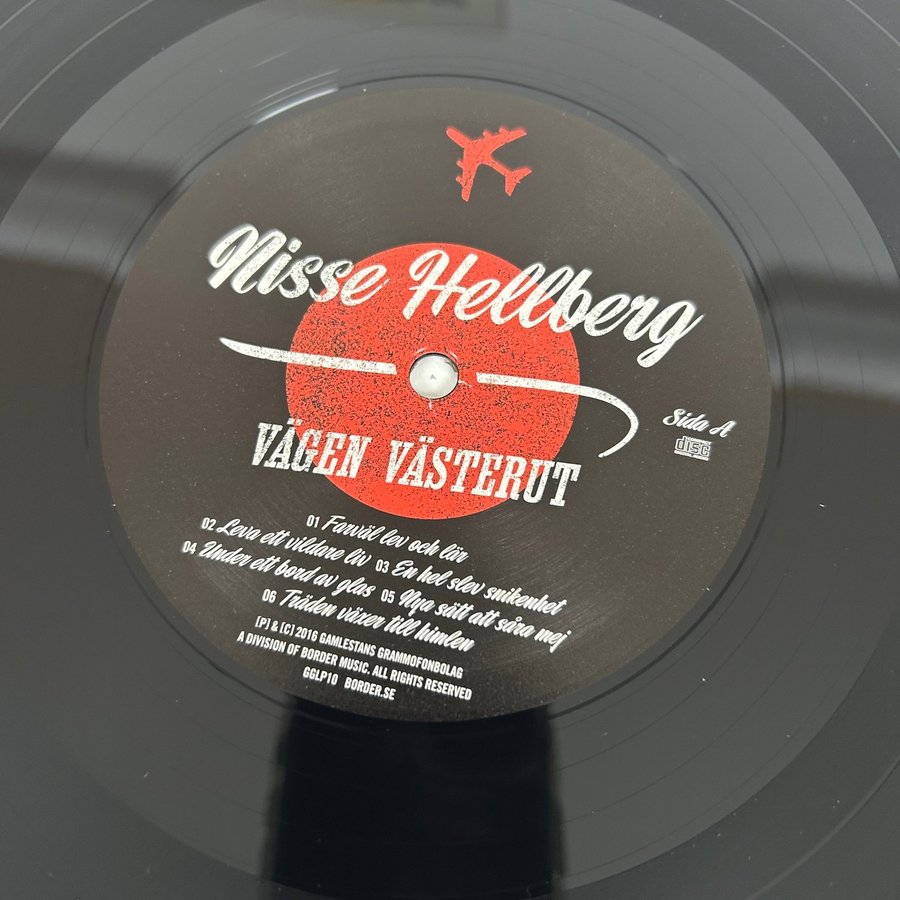 Nisse Hellberg
Sida A
disc
VÄGEN VÄSTERUT
01 Farväl lev och lär
02 Leva ett vildare liv 03 En hel slev snikenhet
04 Under ett bord av glas 05 Nya sätt att såra mej
06 Träden växer till himlen
[P] & [C] 2016 GAMLESTANS GRAMMOFONBOLAG
A DIVISION OF BORDER MUSIC. ALL RIGHTS RESERVED
GGLP10 BORDER.SE